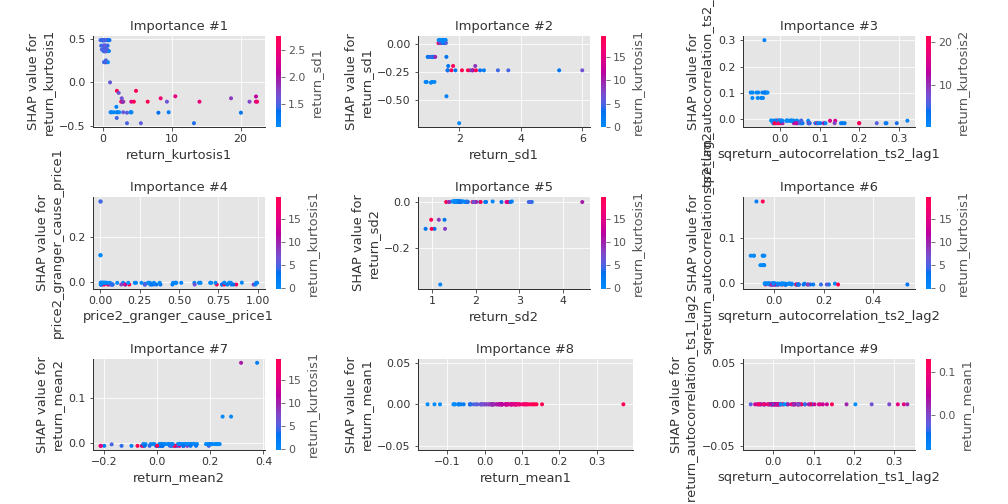 Importance #1
SHAP value for
return_kurtosis1
0.5
0.0
−0.5
0
10
20
return_kurtosis1
2.5
2.0
1.5
return_sd1
Importance #2
SHAP value for
return_sd1
0.00
−0.25
−0.50
2
4
6
return_sd1
15
10
5
0
return_kurtosis1
Importance #3
SHAP value for
0.3
0.2
0.1
0.0
0.0
0.1
0.2
0.3
sqreturn_autocorrelation_ts2_lag1
20
10
return_kurtosis2
Importance #4
SHAP value for
price2_granger_cause_price1
0.2
0.0
0.00
0.25
0.50
0.75
1.00
price2_granger_cause_price1
15
10
5
0
return_kurtosis1
Importance #5
SHAP value for
return_sd2
0.0
−0.2
1
2
3
4
return_sd2
15
10
5
0
return_kurtosis1
Importance #6
SHAP value for
0.1
0.0
0.0
0.2
0.4
sqreturn_autocorrelation_ts2_lag2
15
10
5
0
return_kurtosis1
Importance #7
SHAP value for
return_mean2
0.1
0.0
−0.2
0.0
0.2
0.4
return_mean2
15
10
5
0
return_kurtosis1
Importance #8
SHAP value for
return_mean1
0.05
0.00
−0.05
−0.1
0.0
0.1
0.2
0.3
return_mean1
Importance #9
SHAP value for
0.05
0.00
−0.05
0.0
0.1
0.2
0.3
sqreturn_autocorrelation_ts1_lag2
0.1
0.0
return_mean1